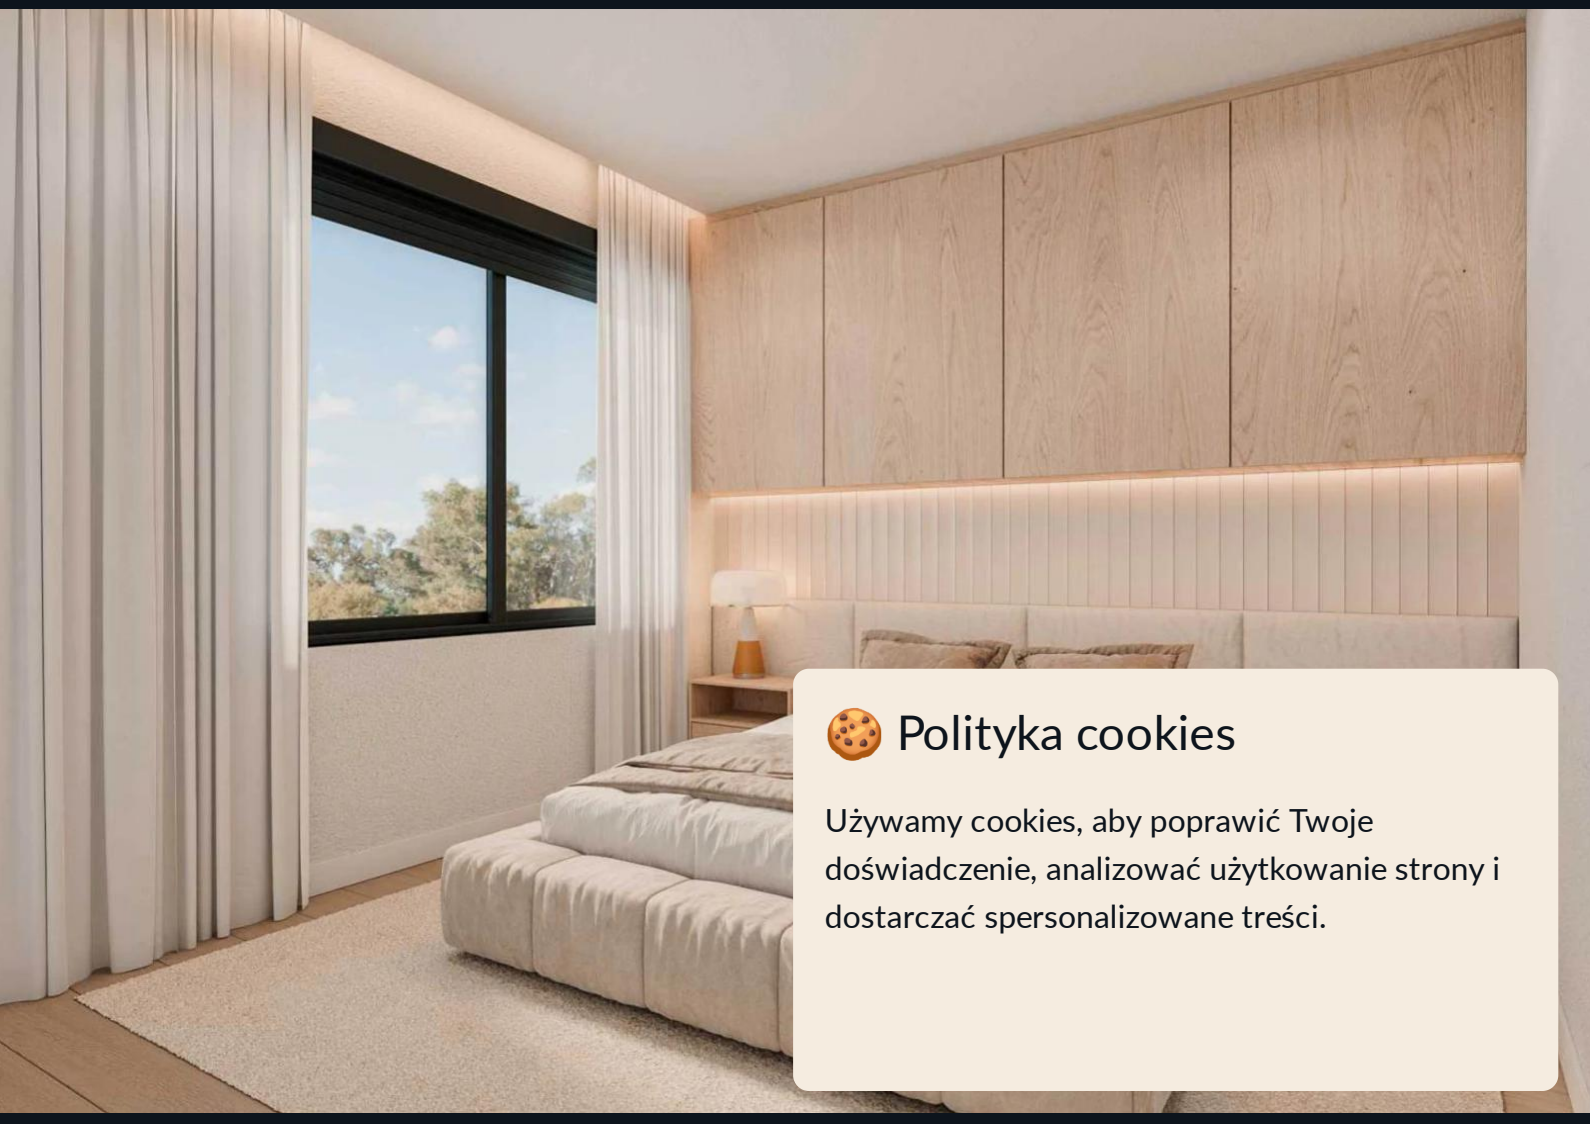 🍪 Polityka cookies
Używamy cookies, aby poprawić Twoje
doświadczenie, analizować użytkowanie strony i
dostarczać spersonalizowane treści.